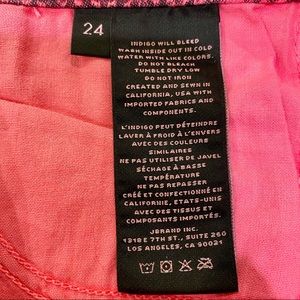 24
INDIGO WILL BLEED
WASH INSIDE OUT IN COLD
WATER WITH LIKE COLORS.
DO NOT BLEACH
TUMBLE DRY LOW
DO NOT IRON
CREATED AND SEWN IN
CALIFORNIA, USA WITH
IMPORTED FABRICS AND
COMPONENTS.
L'INDIGO PEUT DÉTEINDRE
LAVER À FROID À L'ENVERS
AVEC DES COULEURS
SIMILAIRES
NE PAS UTILISER DE JAVEL
SÉCHAGE À BASSE
TEMPÉRATURE
NE PAS REPASSER
CRÉÉ ET CONFECTIONNÉ EN
CALIFORNIE, ETATS-UNIS
AVEC DES TISSUS ET
COMPOSANTS IMPORTÉS.
JBRAND INC.
1318E 7TH ST., SUITE 260
LOS ANGELES, CA 90021